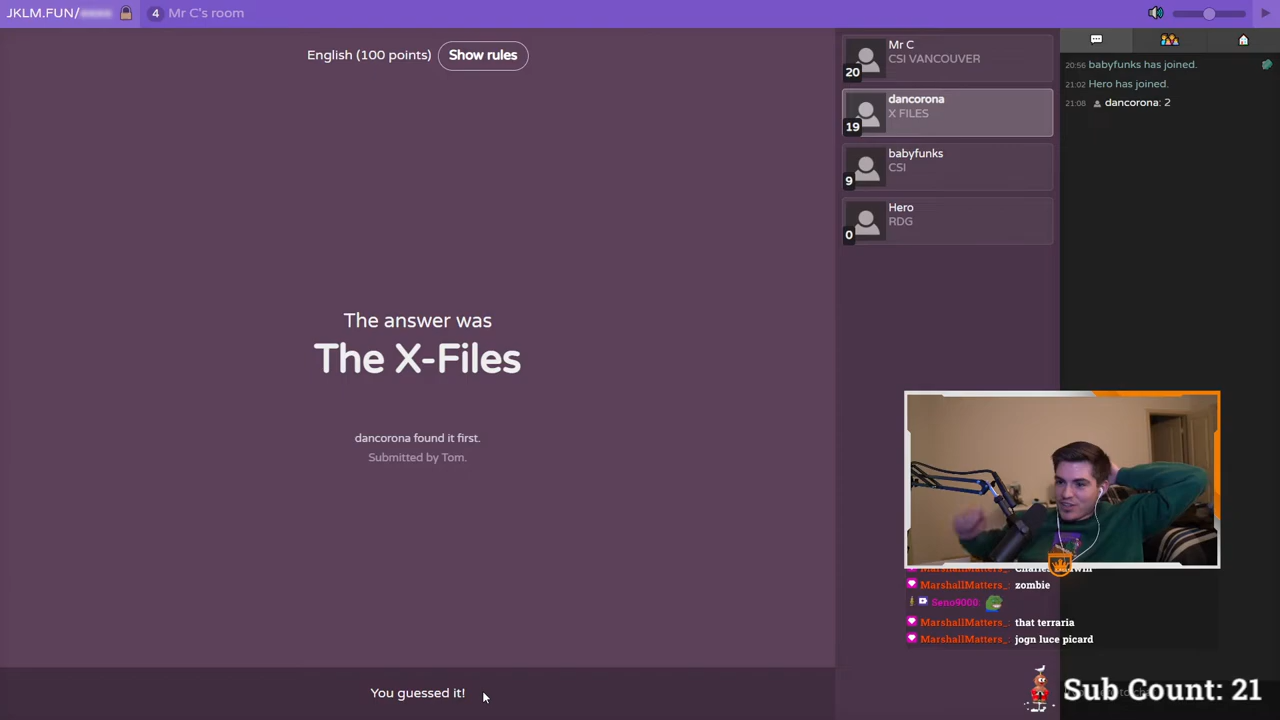 JKLM.FUN/
4 Mr C's room
English (100 points) Show rules
The answer was
The X-Files
dancorona found it first.
Submitted by Tom.
You guessed it!
Mr C
CSI VANCOUVER
20
dancorona
X FILES
19
babyfunks
CSI
9
Hero
RDG
0
20:56 babyfunks has joined.
21:02 Hero has joined.
21:08 dancorona: 2
MarshallMatters_: zombie
Seno9000:
MarshallMatters_: that terraria
MarshallMatters_: jogn luce picard
Sub Count: 21